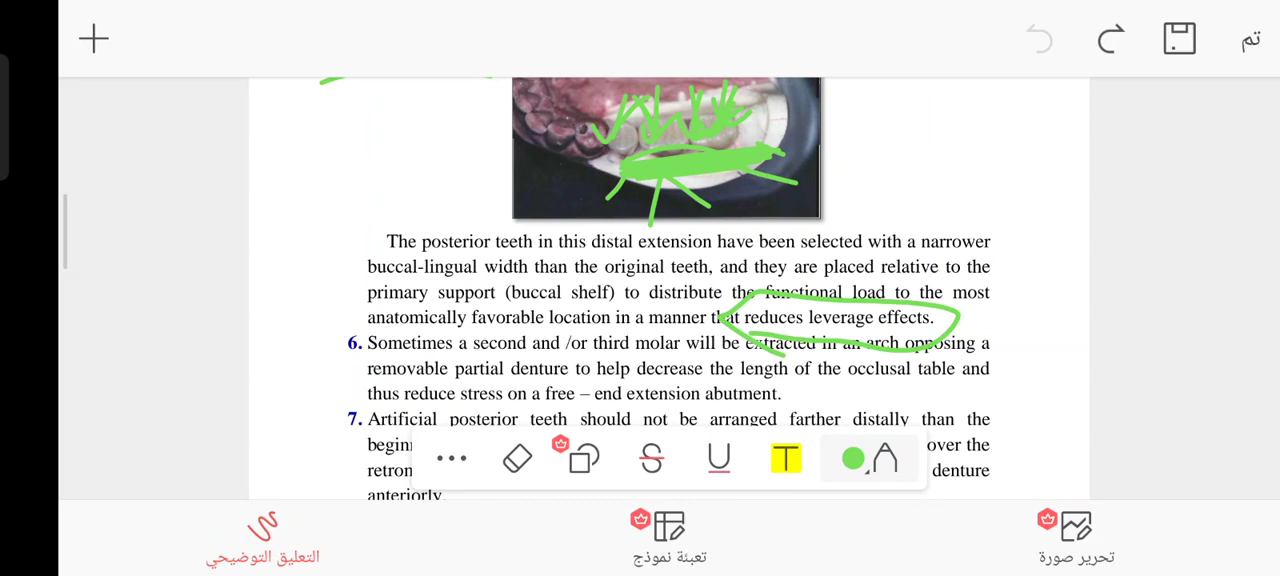 تم
The posterior teeth in this distal extension have been selected with a narrower
buccal-lingual width than the original teeth, and they are placed relative to the
primary support (buccal shelf) to distribute the functional load to the most
anatomically favorable location in a manner that reduces leverage effects.
6. Sometimes a second and /or third molar will be extracted in an arch opposing a
removable partial denture to help decrease the length of the occlusal table and
thus reduce stress on a free – end extension abutment.
7. Artificial posterior teeth should not be arranged farther distally than the
over the
denture
anteriorly
S U T
التعليق التوضيحي
تعبئة نموذج
تحرير صورة